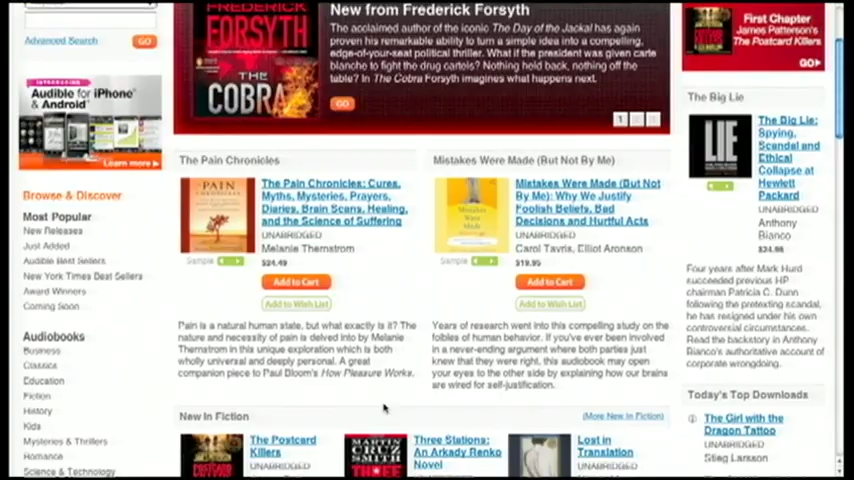 Advanced Search
GO
INTRODUCING
Audible for iPhone®
& Android™
Learn more
Browse & Discover
Most Popular
New Releases
Just Added
Audible Best Sellers
New York Times Best Sellers
Award Winners
Coming Soon
Audiobooks
Business
Classics
Education
Fiction
History
Kids
Mysteries & Thrillers
Romance
Science & Technology
FREDERICK
FORSYTH
THE
COBRA
New from Frederick Forsyth
The acclaimed author of the iconic The Day of the Jackal has again
proven his remarkable ability to turn a simple idea into a compelling,
edge-of-your-seat political thriller. What if the president was given carte
blanche to fight the drug cartels? Nothing held back, nothing off the
table? In The Cobra Forsyth imagines what happens next.
GO
1
The Pain Chronicles
PAIN
CHRONICLES
The Pain Chronicles: Cures,
Myths, Mysteries, Prayers,
Diaries, Brain Scans, Healing,
and the Science of Suffering
UNABRIDGED
Melanie Thernstrom
Sample
$24.49
Add to Cart
Add to Wish List
Pain is a natural human state, but what exactly is it? The
nature and necessity of pain is delved into by Melanie
Thernstrom in this unique exploration which is both
wholly universal and deeply personal. A great
companion piece to Paul Bloom's How Pleasure Works.
Mistakes Were Made (But Not By Me)
Mistakes Were Made (But Not
By Me): Why We Justify
Foolish Beliefs, Bad
Decisions and Hurtful Acts
UNABRIDGED
Carol Tavris, Elliot Aronson
Sample
$19.95
Add to Cart
Add to Wish List
Years of research went into this compelling study on the
foibles of human behavior. If you've ever been involved
in a never-ending argument where both parties just
knew that they were right, this audiobook may open
your eyes to the other side by explaining how our brains
are wired for self-justification.
New In Fiction
(More New In Fiction)
The Postcard
Killers
UNABRIDGED
MARTIN
CRUZ
SMITH
Three Stations:
An Arkady Renko
Novel
Lost in
Translation
UNABRIDGED
First Chapter
James Patterson's
The Postcard Killers
GO
The Big Lie
LIE
The Big Lie:
Spying,
Scandal and
Ethical
Collapse at
Hewlett
Packard
UNABRIDGED
Anthony
Bianco
$24.98
Four years after Mark Hurd
succeeded previous HP
chairman Patricia C. Dunn
following the pretexting scandal,
he has resigned under his own
controversial circumstances.
Read the backstory in Anthony
Bianco's authoritative account of
corporate wrongdoing.
Today's Top Downloads
The Girl with the
Dragon Tattoo
UNABRIDGED
Stieg Larsson